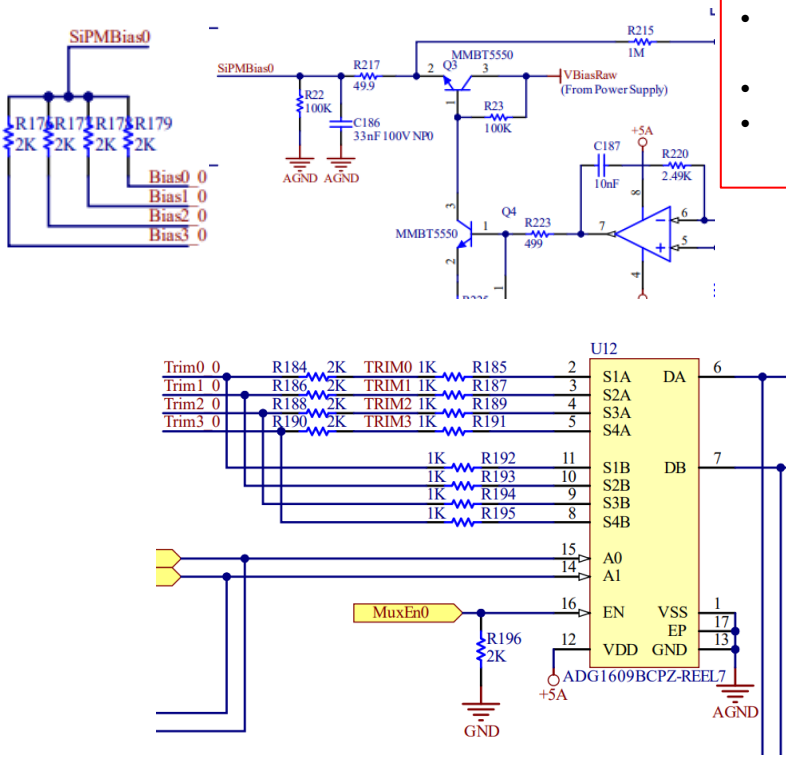 SiPMBias0
R179
2K 2K 2K 2K
Bias0_0
Bias1_0
Bias2_0
Bias3_0
R215
1M
SiPMBias0
R217
49.9
R22
100K
C186
33nF 100V NP0
AGND AGND
MMBT5550
Q3
2 3
1
VBiasRaw
(From Power Supply)
R23
100K
+5A
C187
10nF
R220
2.49K
8
6
5
7
4
3
Q4
MMBT5550
1
2
R223
499
1
U12
Trim0_0 R184 2K TRIM0 1K R185 2 S1A DA 6
Trim1_0 R186 2K TRIM1 1K R187 3 S2A
Trim2_0 R188 2K TRIM2 1K R189 4 S3A
Trim3_0 R190 2K TRIM3 1K R191 5 S4A
1K R192 11 S1B DB 7
1K R193 10 S2B
1K R194 9 S3B
1K R195 8 S4B
15 A0
14 A1
MuxEn0 16 EN VSS 1
EP 17
12 VDD GND 13
R196
2K
GND
+5A
ADG1609BCPZ-REEL7
AGND